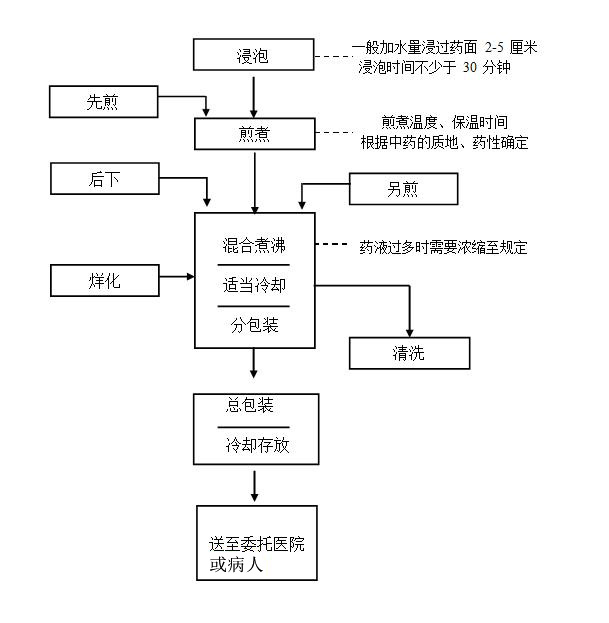 浸泡
一般加水量浸过药面 2-5 厘米
浸泡时间不少于 30 分钟
先煎
煎煮
煎煮温度、保温时间
根据中药的质地、药性确定
后下
另煎
混合煮沸
药液过多时需要浓缩至规定
烊化
适当冷却
分包装
清洗
总包装
冷却存放
送至委托医院
或病人